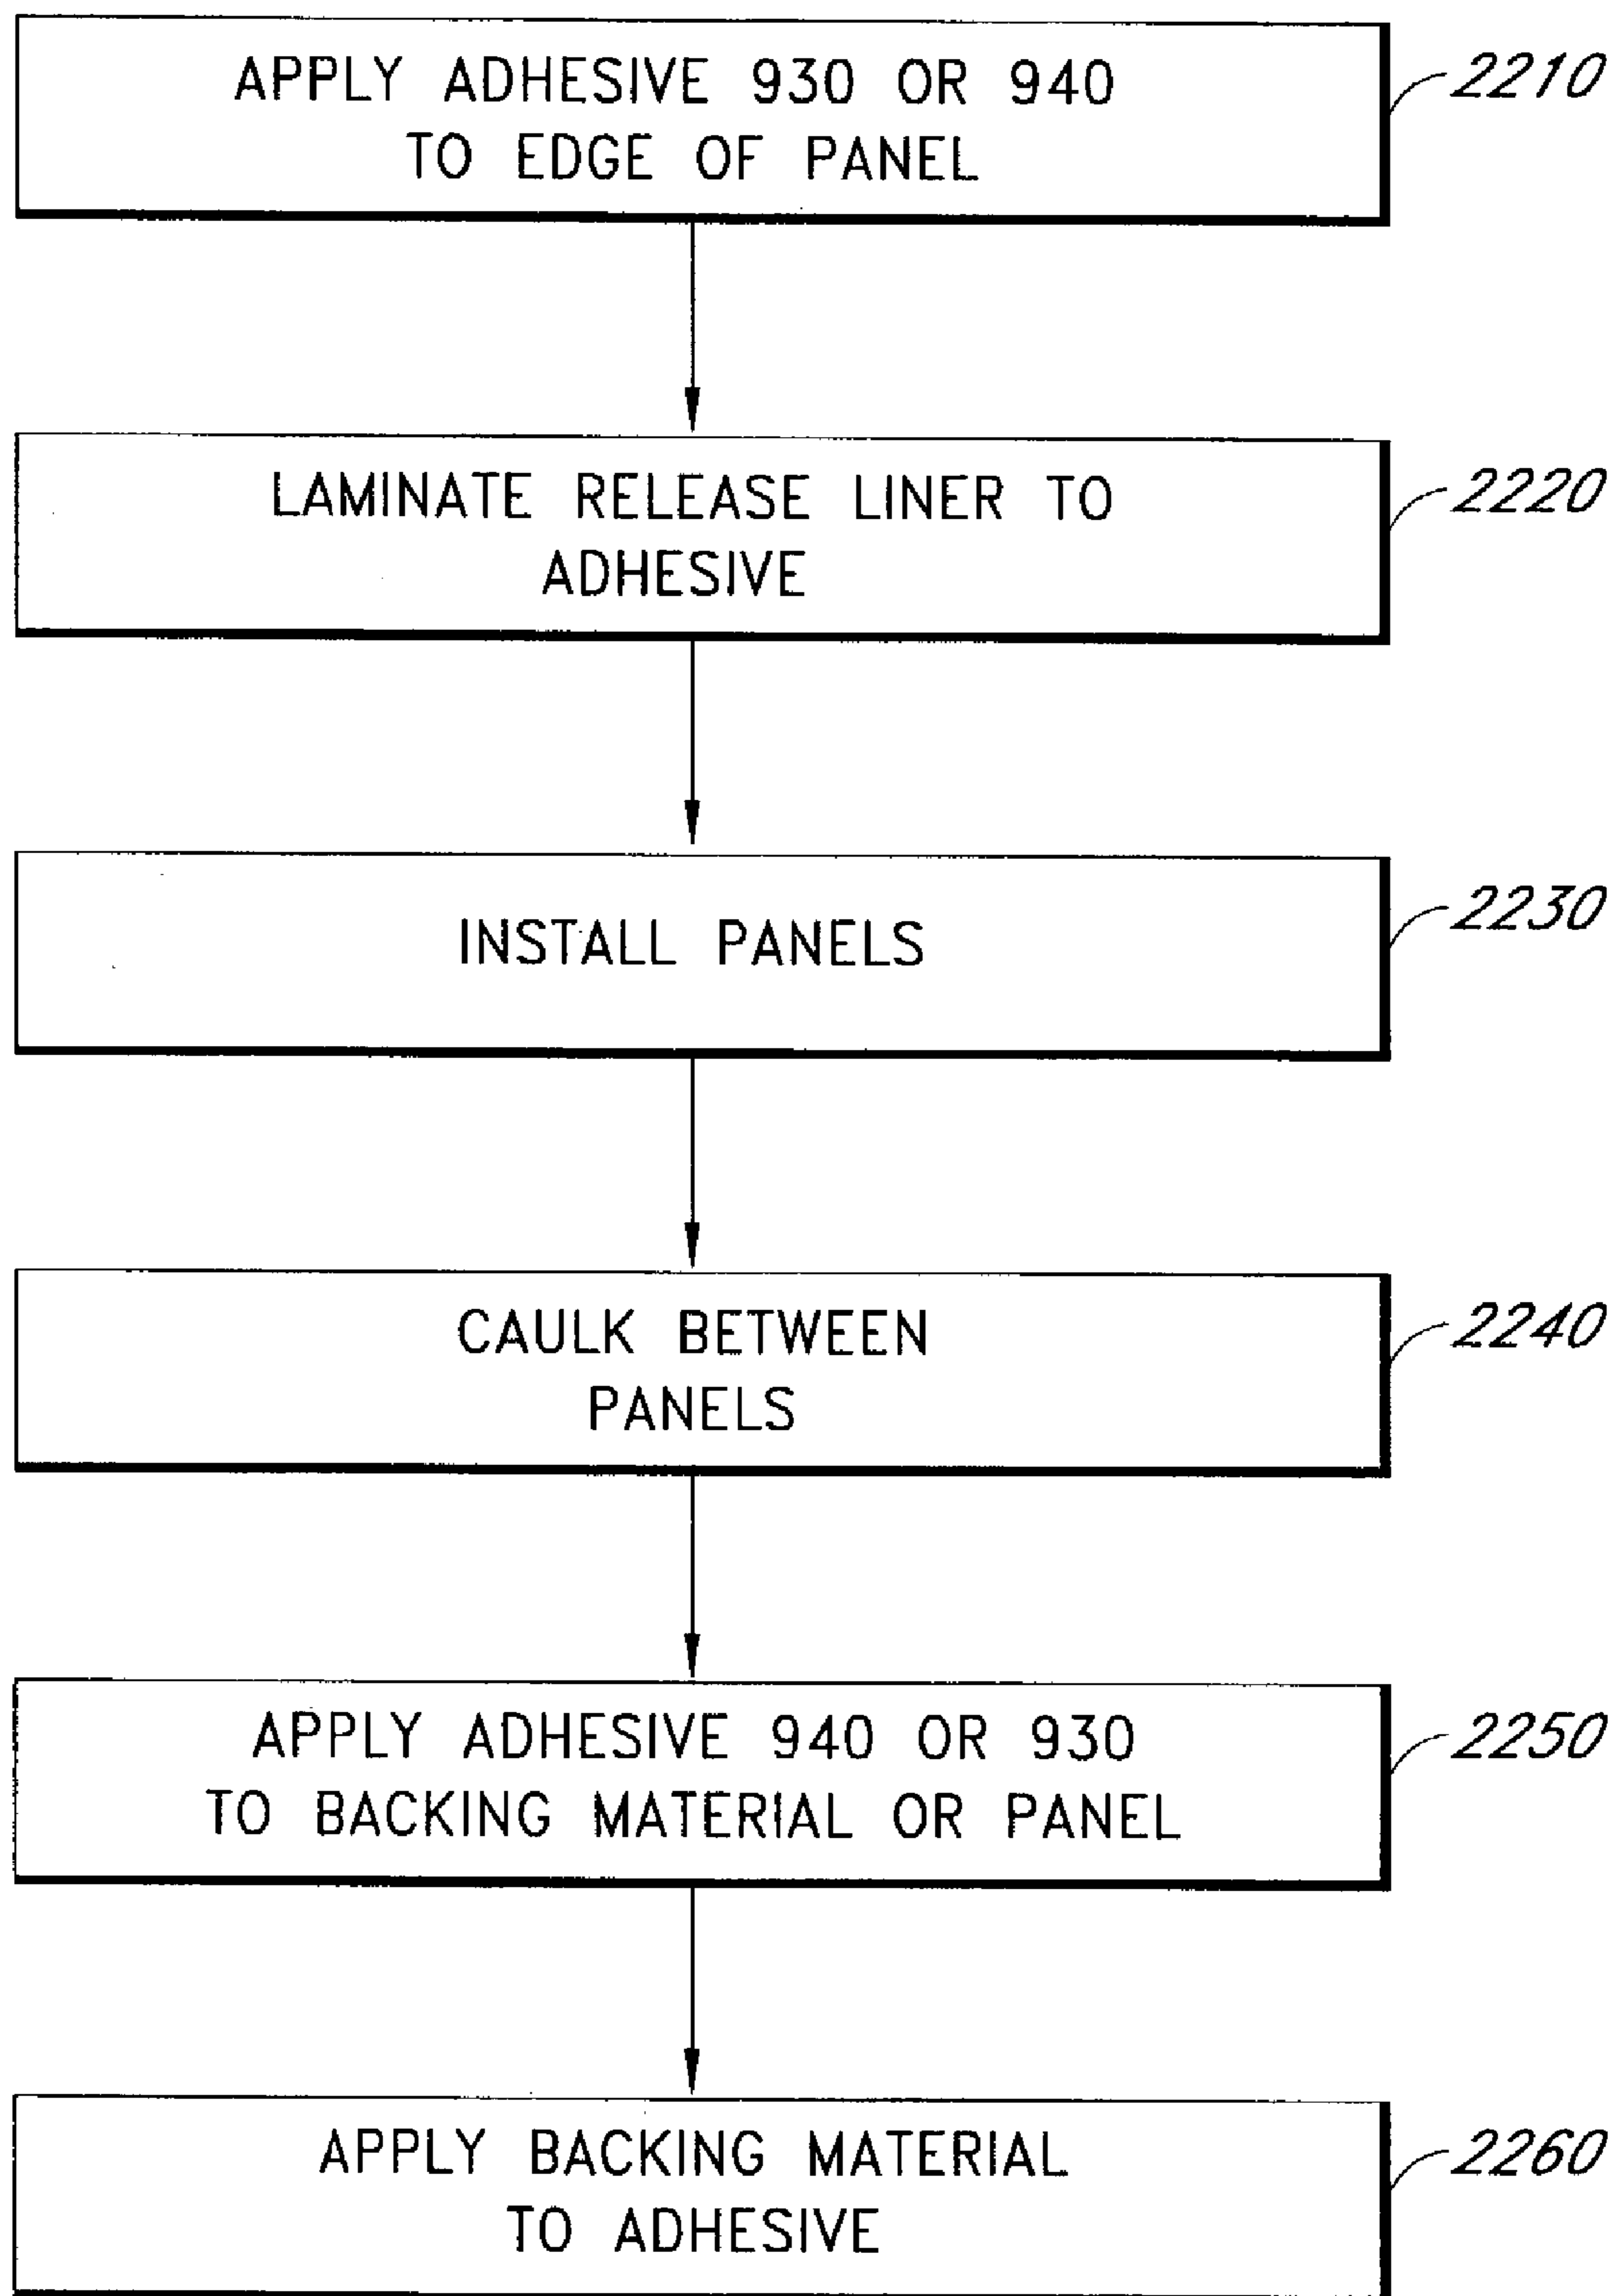 APPLY ADHESIVE 930 OR 940
TO EDGE OF PANEL
2210
LAMINATE RELEASE LINER TO
ADHESIVE
2220
INSTALL PANELS
2230
CAULK BETWEEN
PANELS
2240
APPLY ADHESIVE 940 OR 930
TO BACKING MATERIAL OR PANEL
2250
APPLY BACKING MATERIAL
TO ADHESIVE
2260